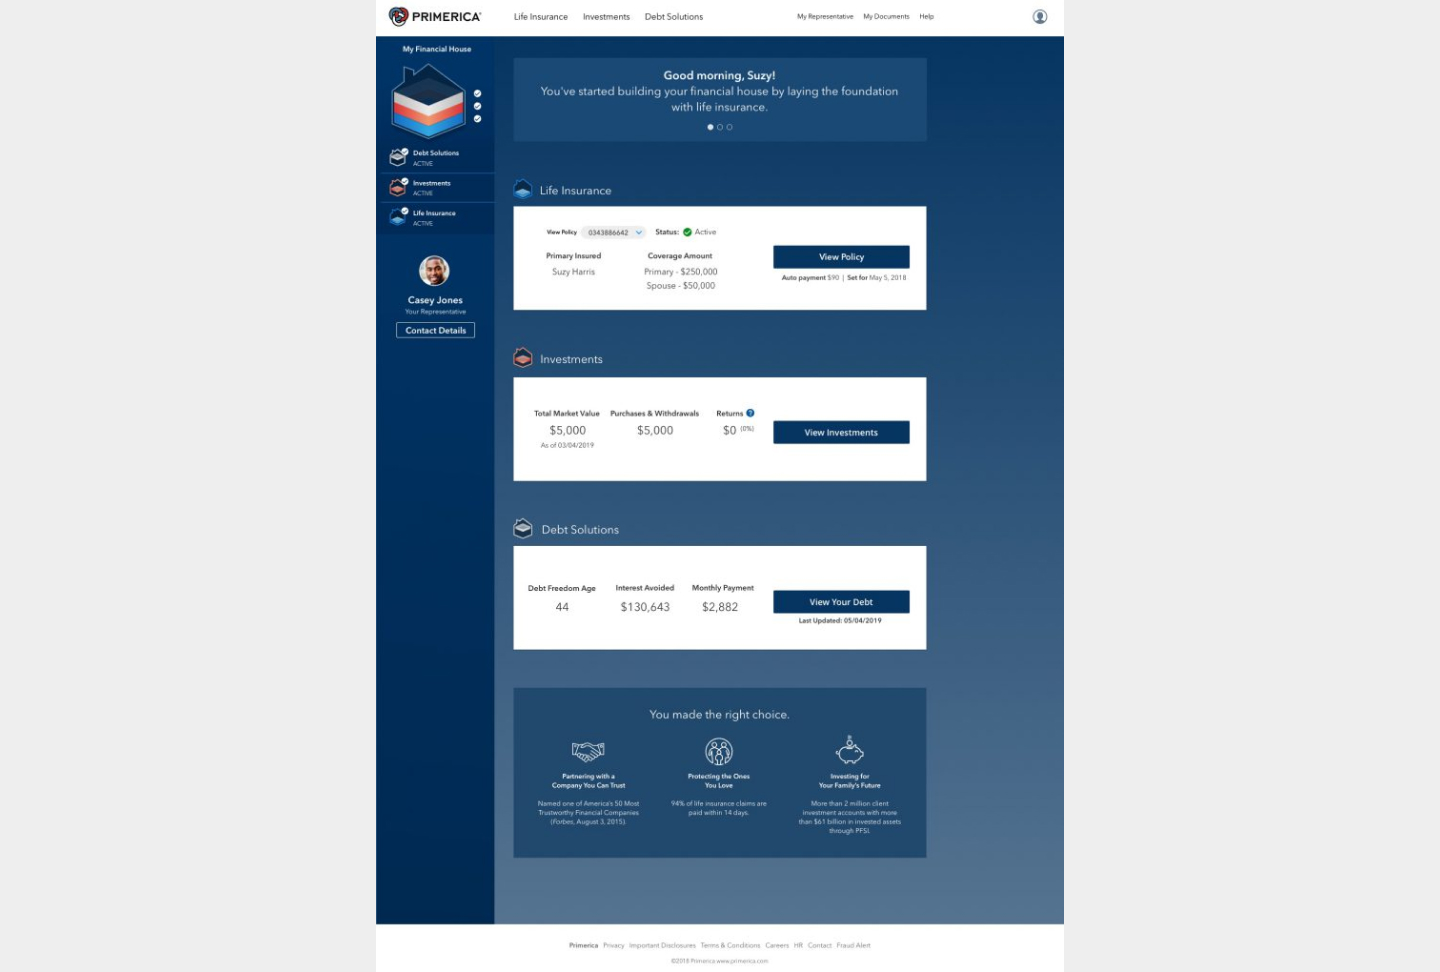 PRIMERICA
Life Insurance Investments Debt Solutions
My Representative My Documents Help
My Financial House
Debt Solutions
ACTIVE
Investments
ACTIVE
Life Insurance
ACTIVE
Casey Jones
Your Representative
Contact Details
Good morning, Suzy!
You've started building your financial house by laying the foundation
with life insurance.
Life Insurance
View Policy 0343886642 Status: Active
Primary Insured
Suzy Harris
Coverage Amount
Primary - $250,000
Spouse - $50,000
View Policy
Auto payment $90 | Set for May 5, 2018
Investments
Total Market Value
$5,000
As of 03/04/2019
Purchases & Withdrawals
$5,000
Returns ?
$0 (0%)
View Investments
Debt Solutions
Debt Freedom Age
44
Interest Avoided
$130,643
Monthly Payment
$2,882
View Your Debt
Last Updated: 05/04/2019
You made the right choice.
Partnering with a
Company You Can Trust
Named one of America's 50 Most
Trustworthy Financial Companies
(Forbes, August 3, 2015).
Protecting the Ones
You Love
94% of life insurance claims are
paid within 14 days.
Investing for
Your Family's Future
More than 2 million client
investment accounts with more
than $61 billion in invested assets
through PFSI.
Primerica Privacy Important Disclosures Terms & Conditions Careers HR Contact Fraud Alert
©2018 Primerica www.primerica.com